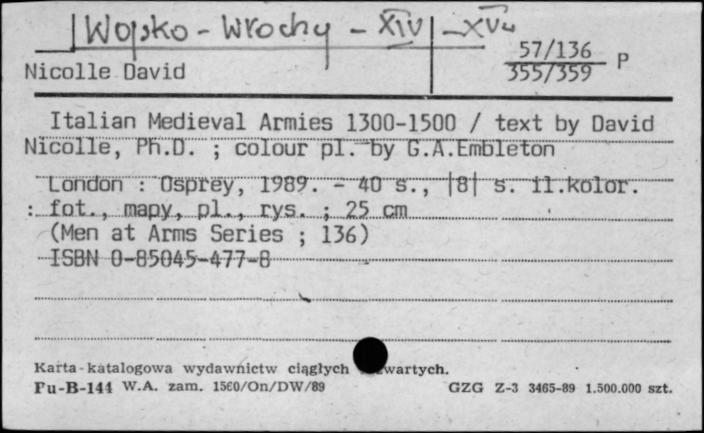 Wojsko - Włochy - XIV - XV w
57/136 P
Nicolle David 355/359
Italian Medieval Armies 1300-1500 / text by David
Nicolle, Ph.D. ; colour pl. by G.A.Embleton
London : Osprey, 1989. - 40 s., |8| s. il.kolor.
: fot., mapy, pl., rys. ; 25 cm
(Men at Arms Series ; 136)
ISBN 0-85045-477-8
Karta-katalogowa wydawnictw ciągłych wartych.
Pu-B-144 W.A. zam. 1560/On/DW/89 GZG Z-3 3465-89 1.500.000 szt.